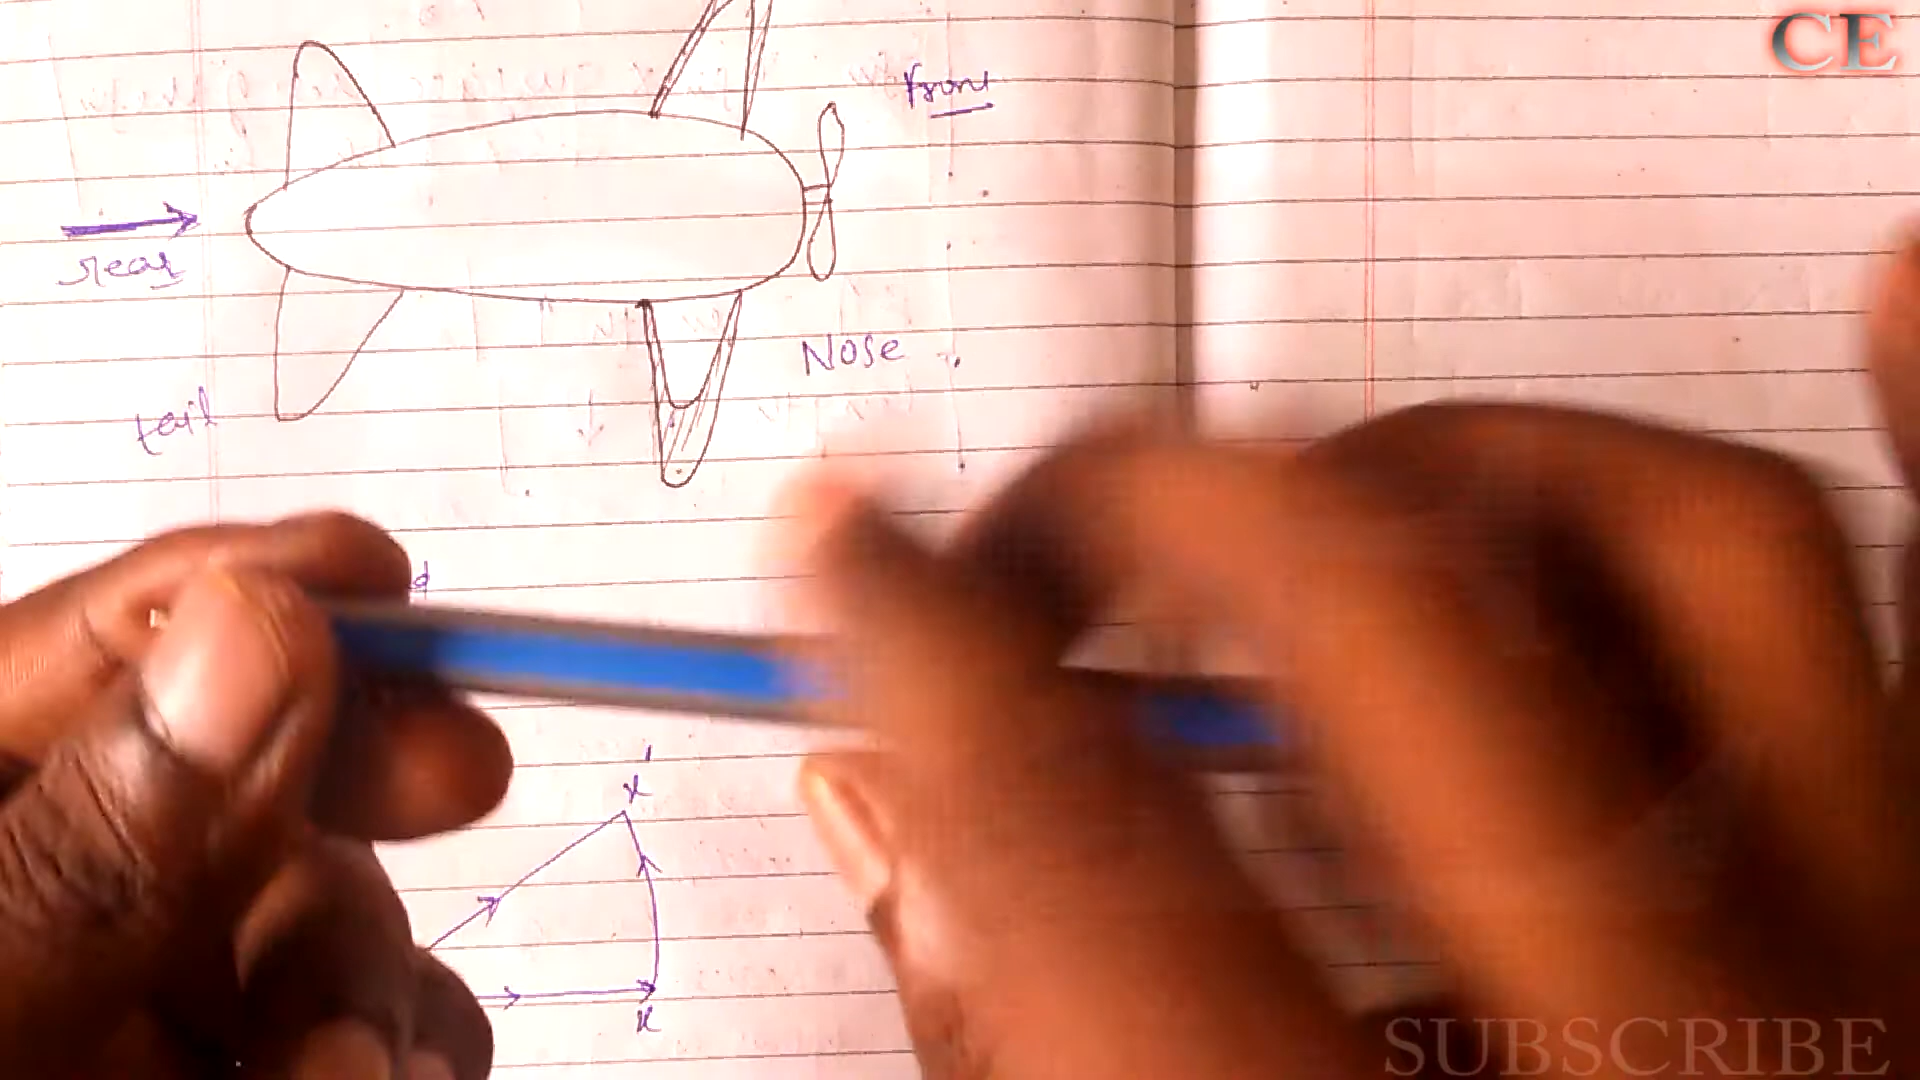 CE
Front
rear
Nose
tail
d
x'
x
SUBSCRIBE